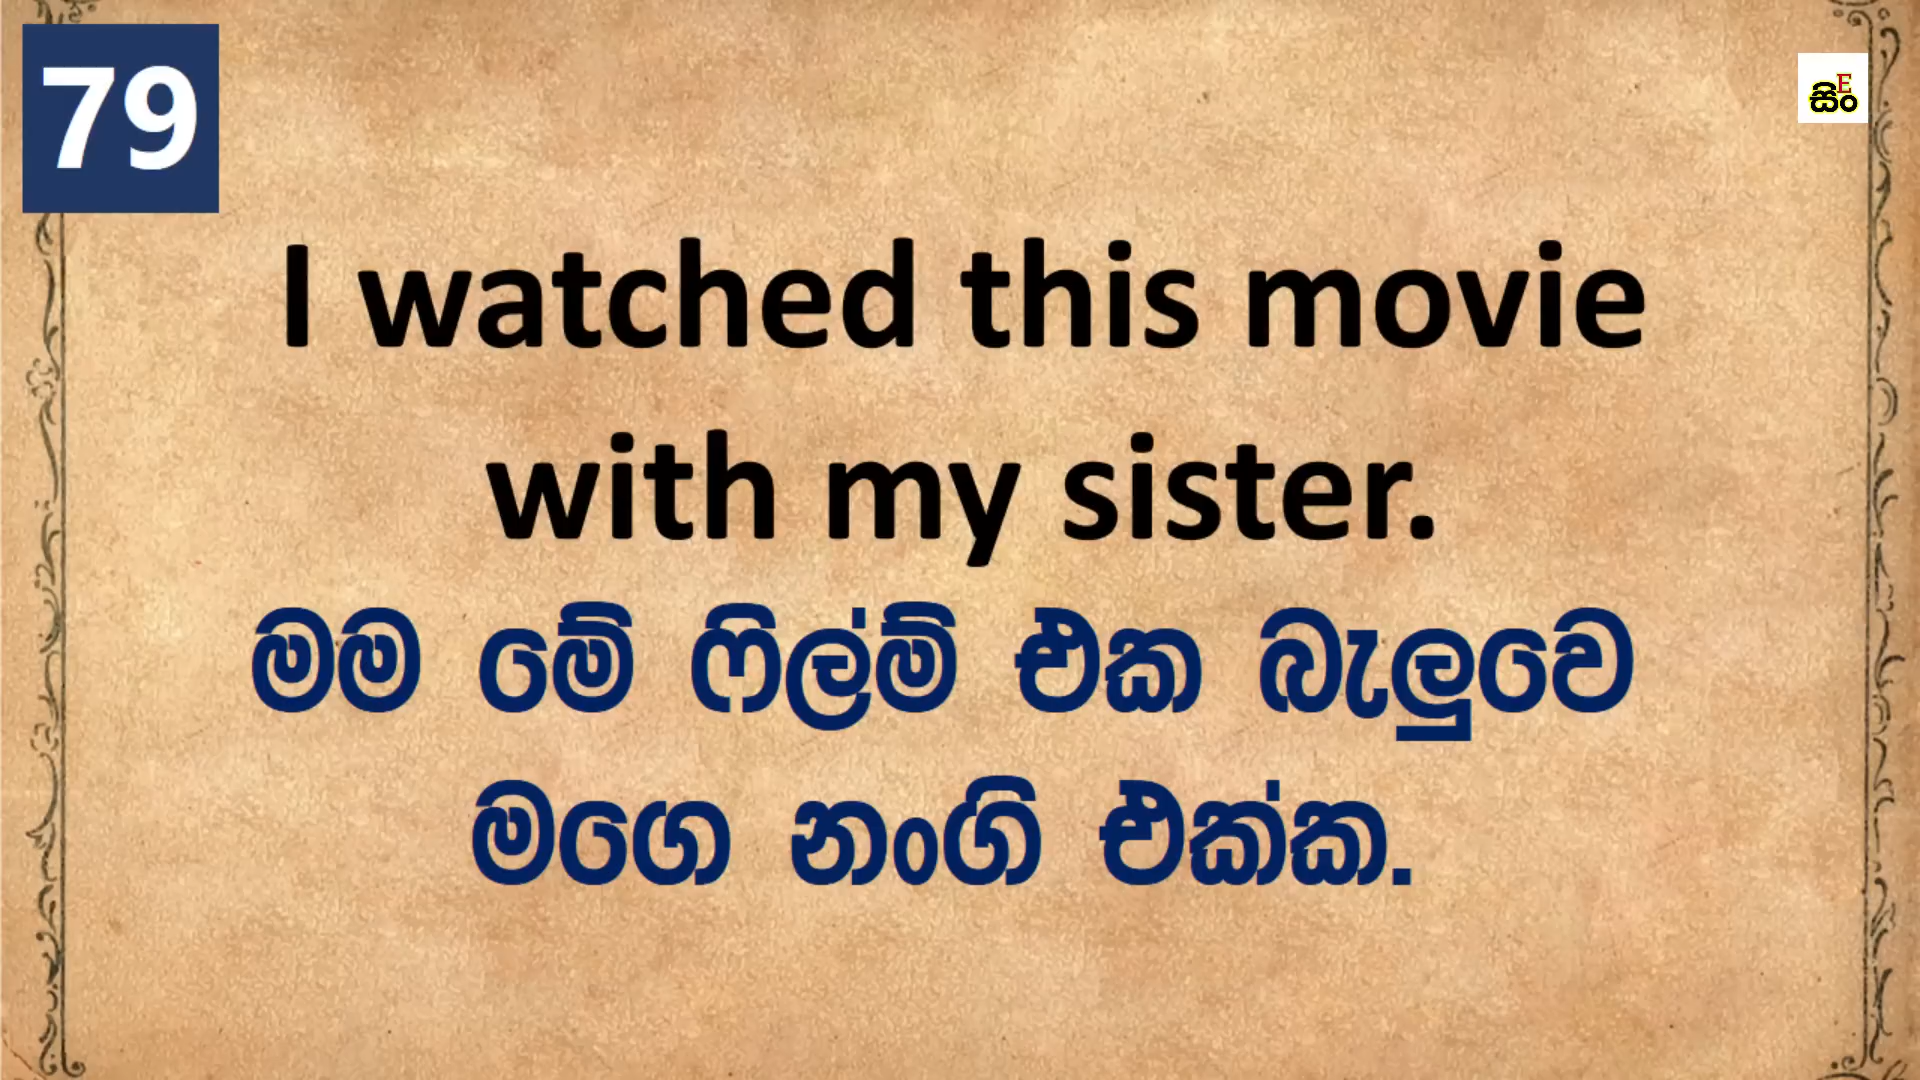 79
සිංE
I watched this movie
with my sister.
මම මේ ෆිල්ම් එක බැලුවෙ
මගෙ නංගි එක්ක.